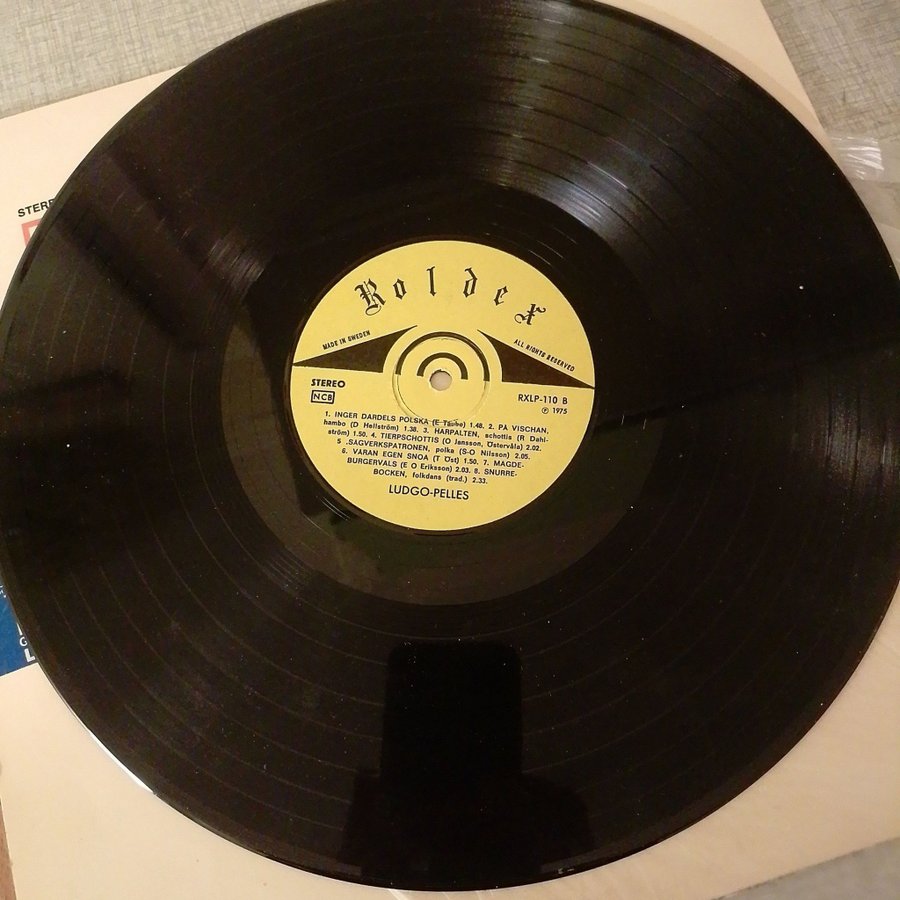 STERE
Roldex
MADE IN SWEDEN
ALL RIGHTS RESERVED
STEREO
NCB
RXLP-110 B
Ⓟ 1975
1. INGER DARDELS POLSKA (E Taube) 1.48. 2. PÅ VISCHAN,
hambo (D Hellström) 1.38. 3. HARPALTEN, schottis (R Dahl-
ström) 1.50. 4. TIERPSCHOTTIS (O Jansson, Östervåla) 2.02.
5 .SAGVERKSPATRONEN, polka (S-O Nilsson) 2.05.
6. VÅRAN EGEN SNOA (T Öst) 1.50. 7. MAGDE-
BURGERVALS (E O Eriksson) 2.03. 8. SNURRE-
BOCKEN, folkdans (trad.) 2.33.
LUDGO-PELLES